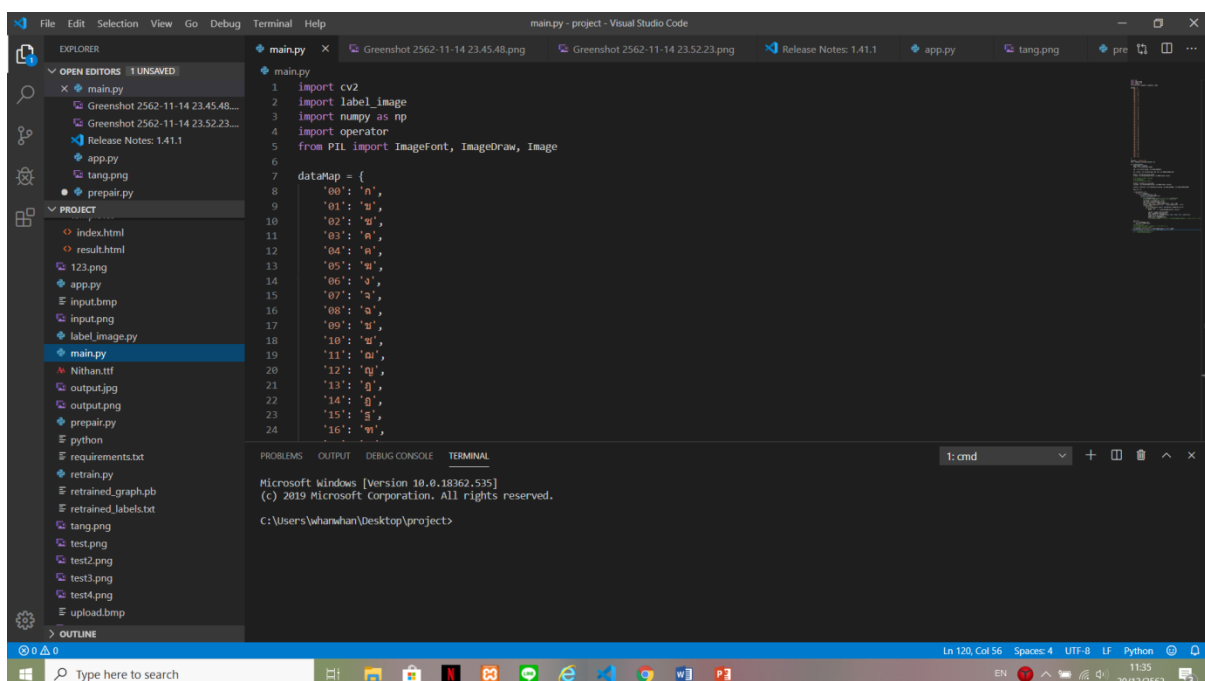 File Edit Selection View Go Debug Terminal Help
main.py - project - Visual Studio Code
EXPLORER
OPEN EDITORS 1 UNSAVED
main.py
Greenshot 2562-11-14 23.45.48....
Greenshot 2562-11-14 23.52.23....
Release Notes: 1.41.1
app.py
tang.png
prepair.py
PROJECT
index.html
result.html
123.png
app.py
input.bmp
input.png
label_image.py
main.py
Nithan.ttf
output.jpg
output.png
prepair.py
python
requirements.txt
retrain.py
retrained_graph.pb
retrained_labels.txt
tang.png
test.png
test2.png
test3.png
test4.png
upload.bmp
OUTLINE
main.py Greenshot 2562-11-14 23.45.48.png Greenshot 2562-11-14 23.52.23.png Release Notes: 1.41.1 app.py tang.png pre
main.py
1 import cv2
2 import label_image
3 import numpy as np
4 import operator
5 from PIL import ImageFont, ImageDraw, Image
6
7 dataMap = {
8 '00': 'ก',
9 '01': 'ข',
10 '02': 'ฃ',
11 '03': 'ค',
12 '04': 'ฅ',
13 '05': 'ฆ',
14 '06': 'ง',
15 '07': 'จ',
16 '08': 'ฉ',
17 '09': 'ช',
18 '10': 'ซ',
19 '11': 'ฌ',
20 '12': 'ญ',
21 '13': 'ฎ',
22 '14': 'ฏ',
23 '15': 'ฐ',
24 '16': 'ฑ',
PROBLEMS OUTPUT DEBUG CONSOLE TERMINAL 1: cmd
Microsoft Windows [Version 10.0.18362.535]
(c) 2019 Microsoft Corporation. All rights reserved.
C:\Users\whanwhan\Desktop\project>
0 0 Ln 120, Col 56 Spaces: 4 UTF-8 LF Python
Type here to search
EN 11:35